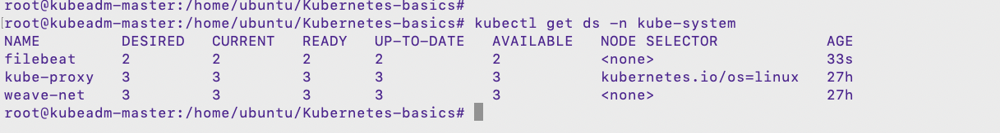 root@kubeadm-master:/home/ubuntu/Kubernetes-basics#
root@kubeadm-master:/home/ubuntu/Kubernetes-basics# kubectl get ds -n kube-system
NAME DESIRED CURRENT READY UP-TO-DATE AVAILABLE NODE SELECTOR AGE
filebeat 2 2 2 2 2 <none> 33s
kube-proxy 3 3 3 3 3 kubernetes.io/os=linux 27h
weave-net 3 3 3 3 3 <none> 27h
root@kubeadm-master:/home/ubuntu/Kubernetes-basics#